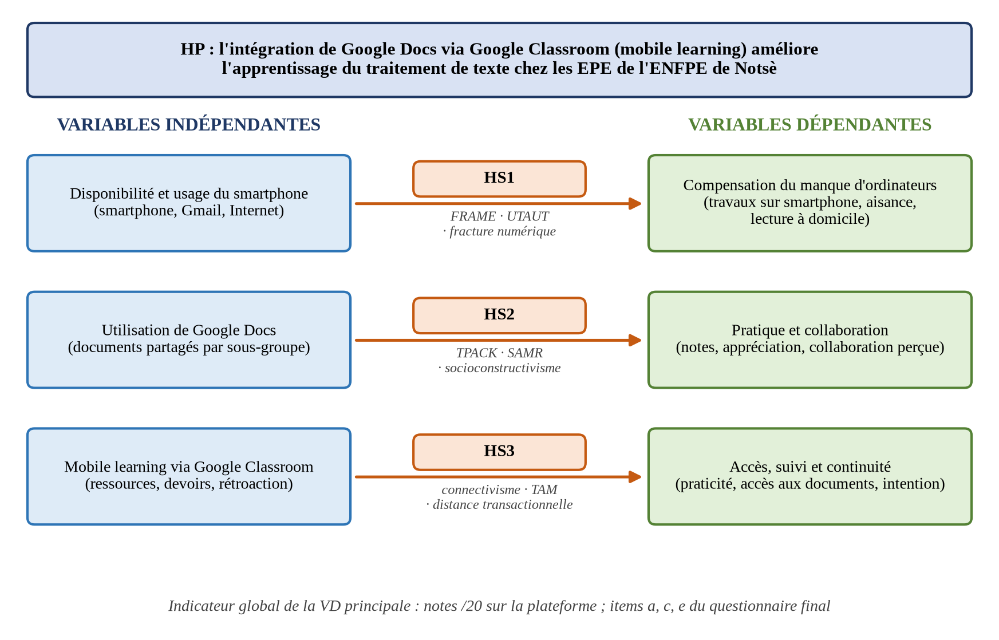 HP : l'intégration de Google Docs via Google Classroom (mobile learning) améliore
l'apprentissage du traitement de texte chez les EPE de l'ENFPE de Notsè
VARIABLES INDÉPENDANTES
VARIABLES DÉPENDANTES
Disponibilité et usage du smartphone
(smartphone, Gmail, Internet)
HS1
FRAME · UTAUT
· fracture numérique
Compensation du manque d'ordinateurs
(travaux sur smartphone, aisance,
lecture à domicile)
Utilisation de Google Docs
(documents partagés par sous-groupe)
HS2
TPACK · SAMR
· socioconstructivisme
Pratique et collaboration
(notes, appréciation, collaboration perçue)
Mobile learning via Google Classroom
(ressources, devoirs, rétroaction)
HS3
connectivisme · TAM
· distance transactionnelle
Accès, suivi et continuité
(praticité, accès aux documents, intention)
Indicateur global de la VD principale : notes /20 sur la plateforme ; items a, c, e du questionnaire final